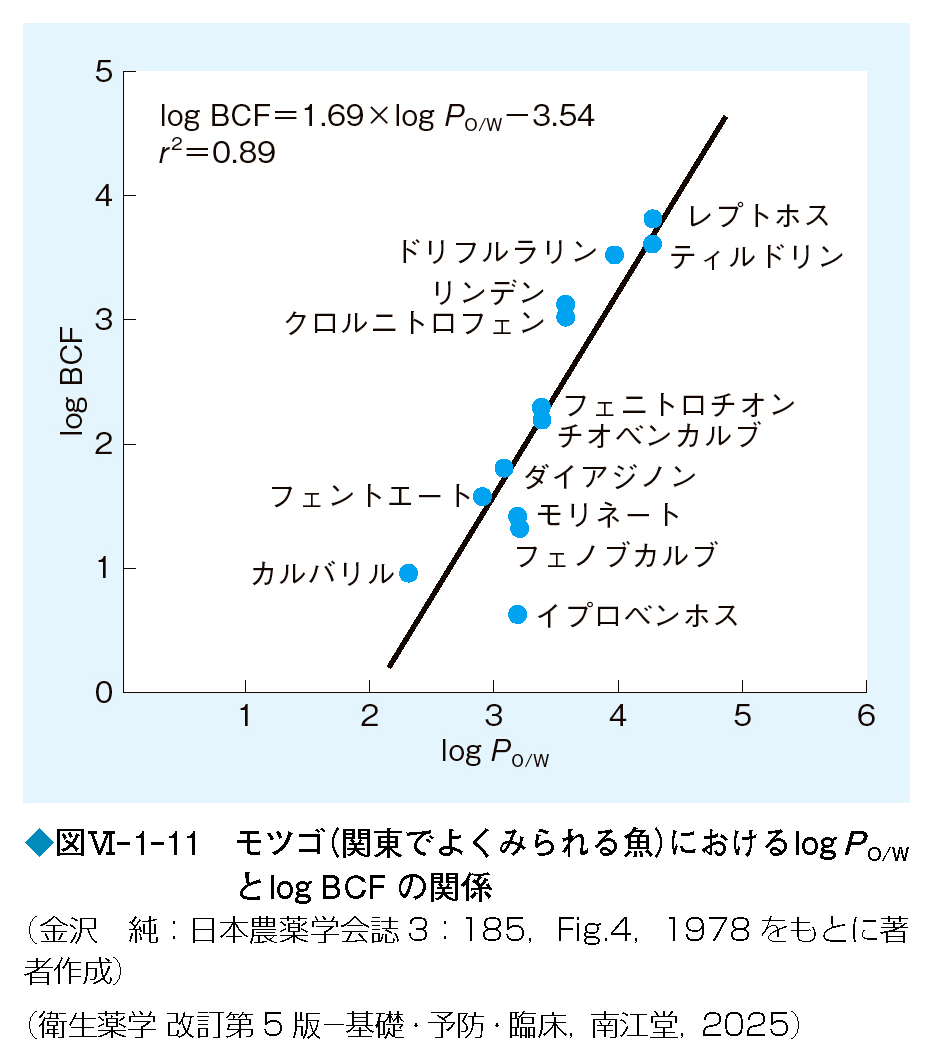 log BCF＝1.69×log P O/W－3.54
r²＝0.89
5
4
3
2
1
0
log BCF
レプトホス
ティルドリン
ドリフルラリン
リンデン
クロルニトロフェン
フェニトロチオン
チオベンカルブ
ダイアジノン
フェントエート
モリネート
フェノブカルブ
カルバリル
イプロベンホス
1 2 3 4 5 6
log P O/W
◆図Ⅵ-1-11　モツゴ（関東でよくみられる魚）におけるlog P O/W
とlog BCF の関係
（金沢　純：日本農薬学会誌 3：185，Fig.4，1978 をもとに著
者作成）
（衛生薬学 改訂第 5 版−基礎・予防・臨床，南江堂，2025）